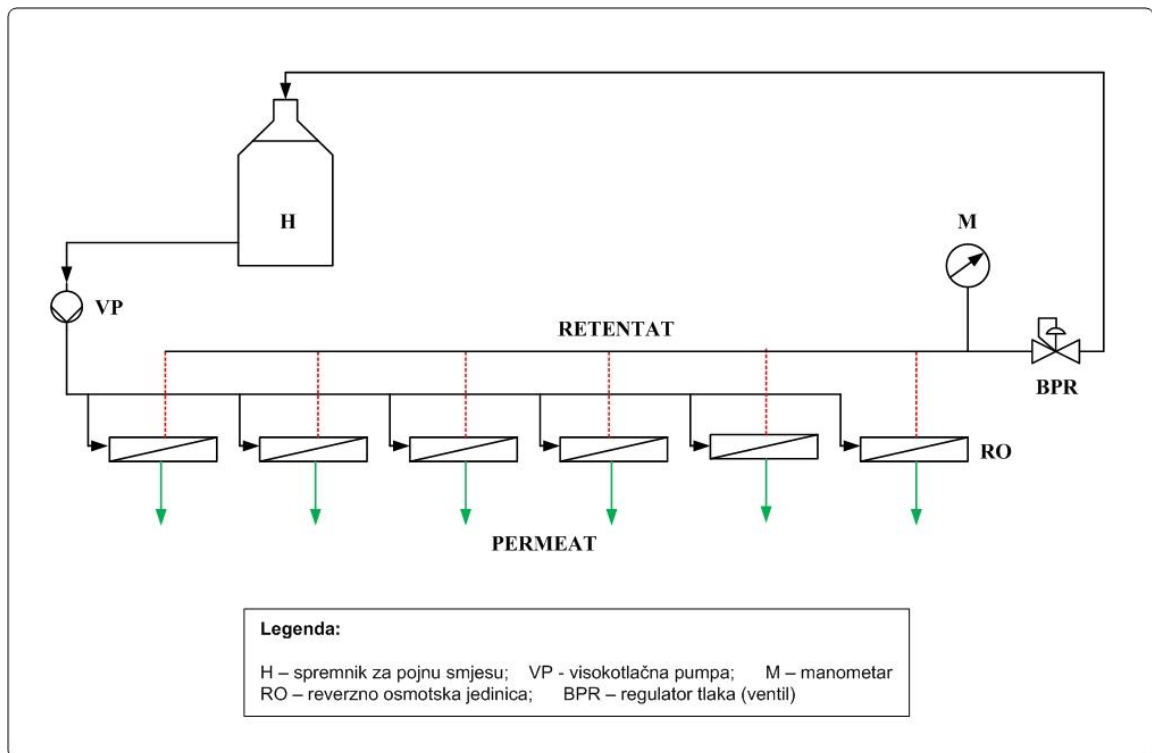 H
M
VP
RETENTAT
BPR
RO
PERMEAT
Legenda:
H – spremnik za pojnu smjesu; VP - visokotlačna pumpa; M – manometar
RO – reverzno osmotska jedinica; BPR – regulator tlaka (ventil)